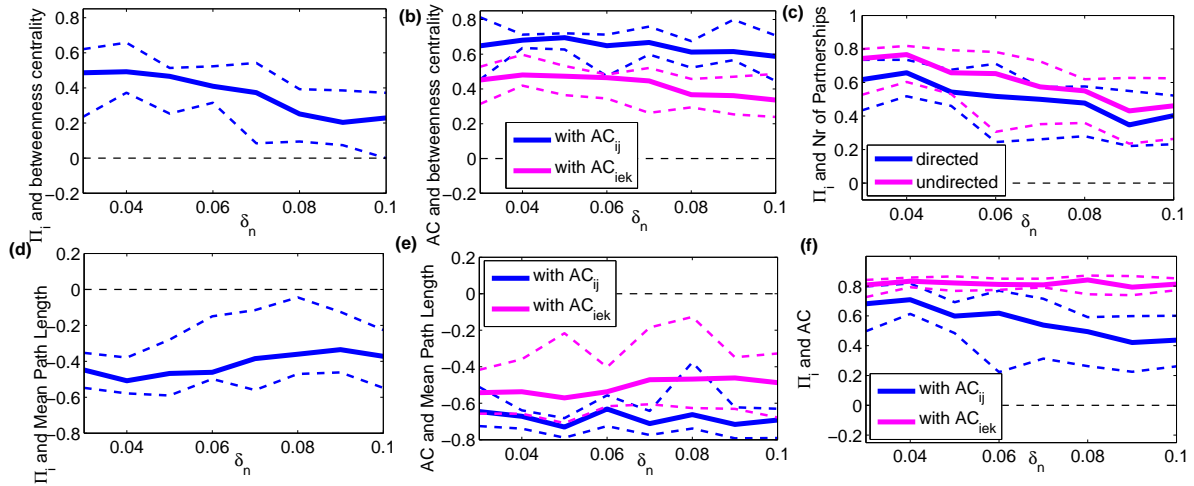 (a)
Π_i and betweenness centrality
0.8
0.6
0.4
0.2
0
−0.2
0.04 0.06 0.08 0.1
δ_n
(b)
AC and betweenness centrality
0.8
0.6
0.4
0.2
0
−0.2
with AC_ij
with AC_iek
0.04 0.06 0.08 0.1
δ_n
(c)
Π_i and Nr of Partnerships
1
0.8
0.6
0.4
0.2
0
directed
undirected
0.04 0.06 0.08 0.1
δ_n
(d)
Π_i and Mean Path Length
0.2
0
−0.2
−0.4
−0.6
−0.8
0.04 0.06 0.08 0.1
δ_n
(e)
AC and Mean Path Length
0.2
0
−0.2
−0.4
−0.6
−0.8
with AC_ij
with AC_iek
0.04 0.06 0.08 0.1
δ_n
(f)
Π_i and AC
1
0.8
0.6
0.4
0.2
0
−0.2
with AC_ij
with AC_iek
0.04 0.06 0.08 0.1
δ_n